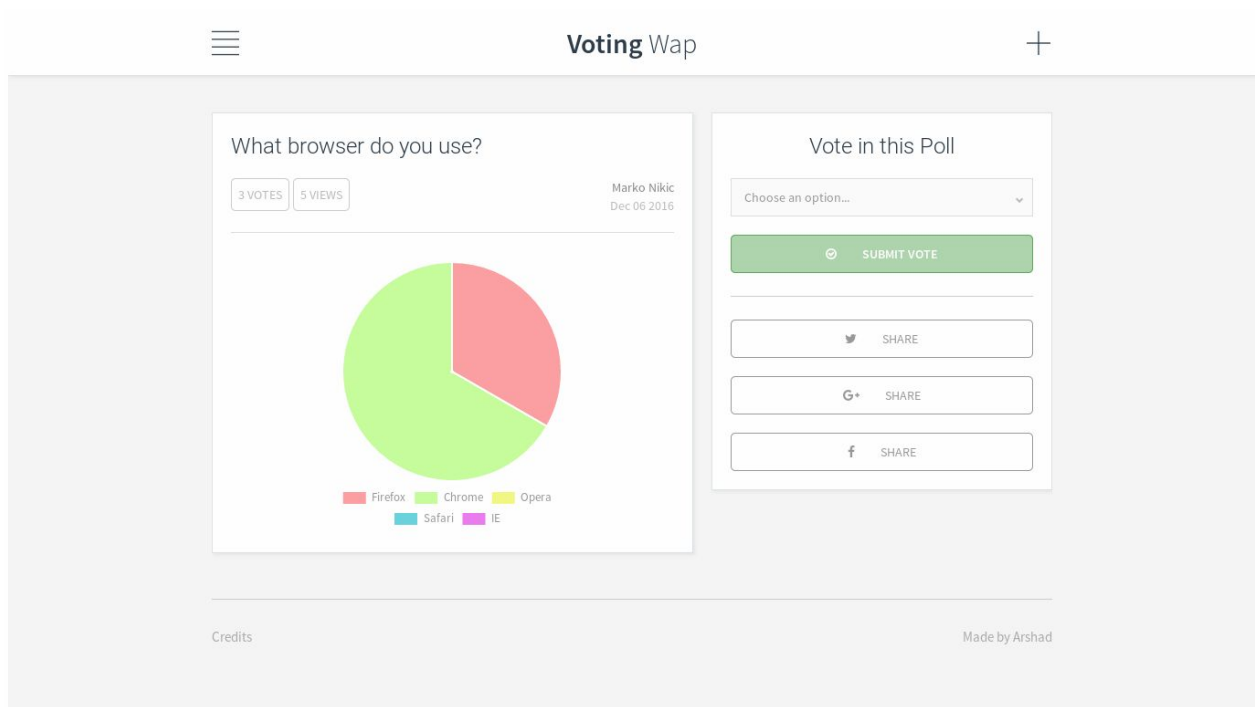 Voting Wap
What browser do you use?
3 VOTES 5 VIEWS
Marko Nikic
Dec 06 2016
Firefox Chrome Opera
Safari IE
Vote in this Poll
Choose an option...
SUBMIT VOTE
SHARE
G+ SHARE
f SHARE
Credits
Made by Arshad